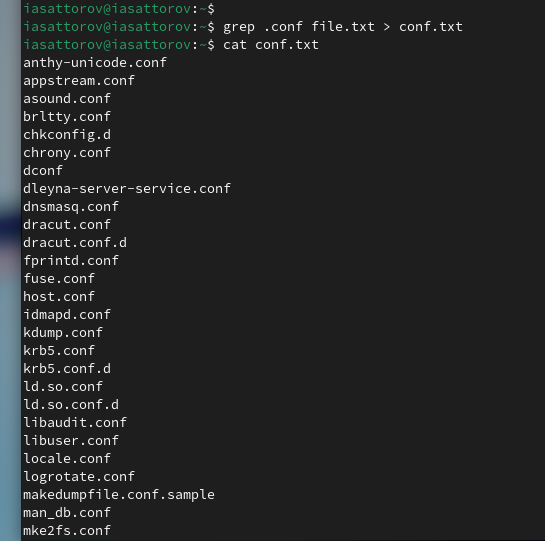 iasattorov@iasattorov:~$
iasattorov@iasattorov:~$ grep .conf file.txt > conf.txt
iasattorov@iasattorov:~$ cat conf.txt
anthy-unicode.conf
appstream.conf
asound.conf
brltty.conf
chkconfig.d
chrony.conf
dconf
dleyna-server-service.conf
dnsmasq.conf
dracut.conf
dracut.conf.d
fprintd.conf
fuse.conf
host.conf
idmapd.conf
kdump.conf
krb5.conf
krb5.conf.d
ld.so.conf
ld.so.conf.d
libaudit.conf
libuser.conf
locale.conf
logrotate.conf
makedumpfile.conf.sample
man_db.conf
mke2fs.conf